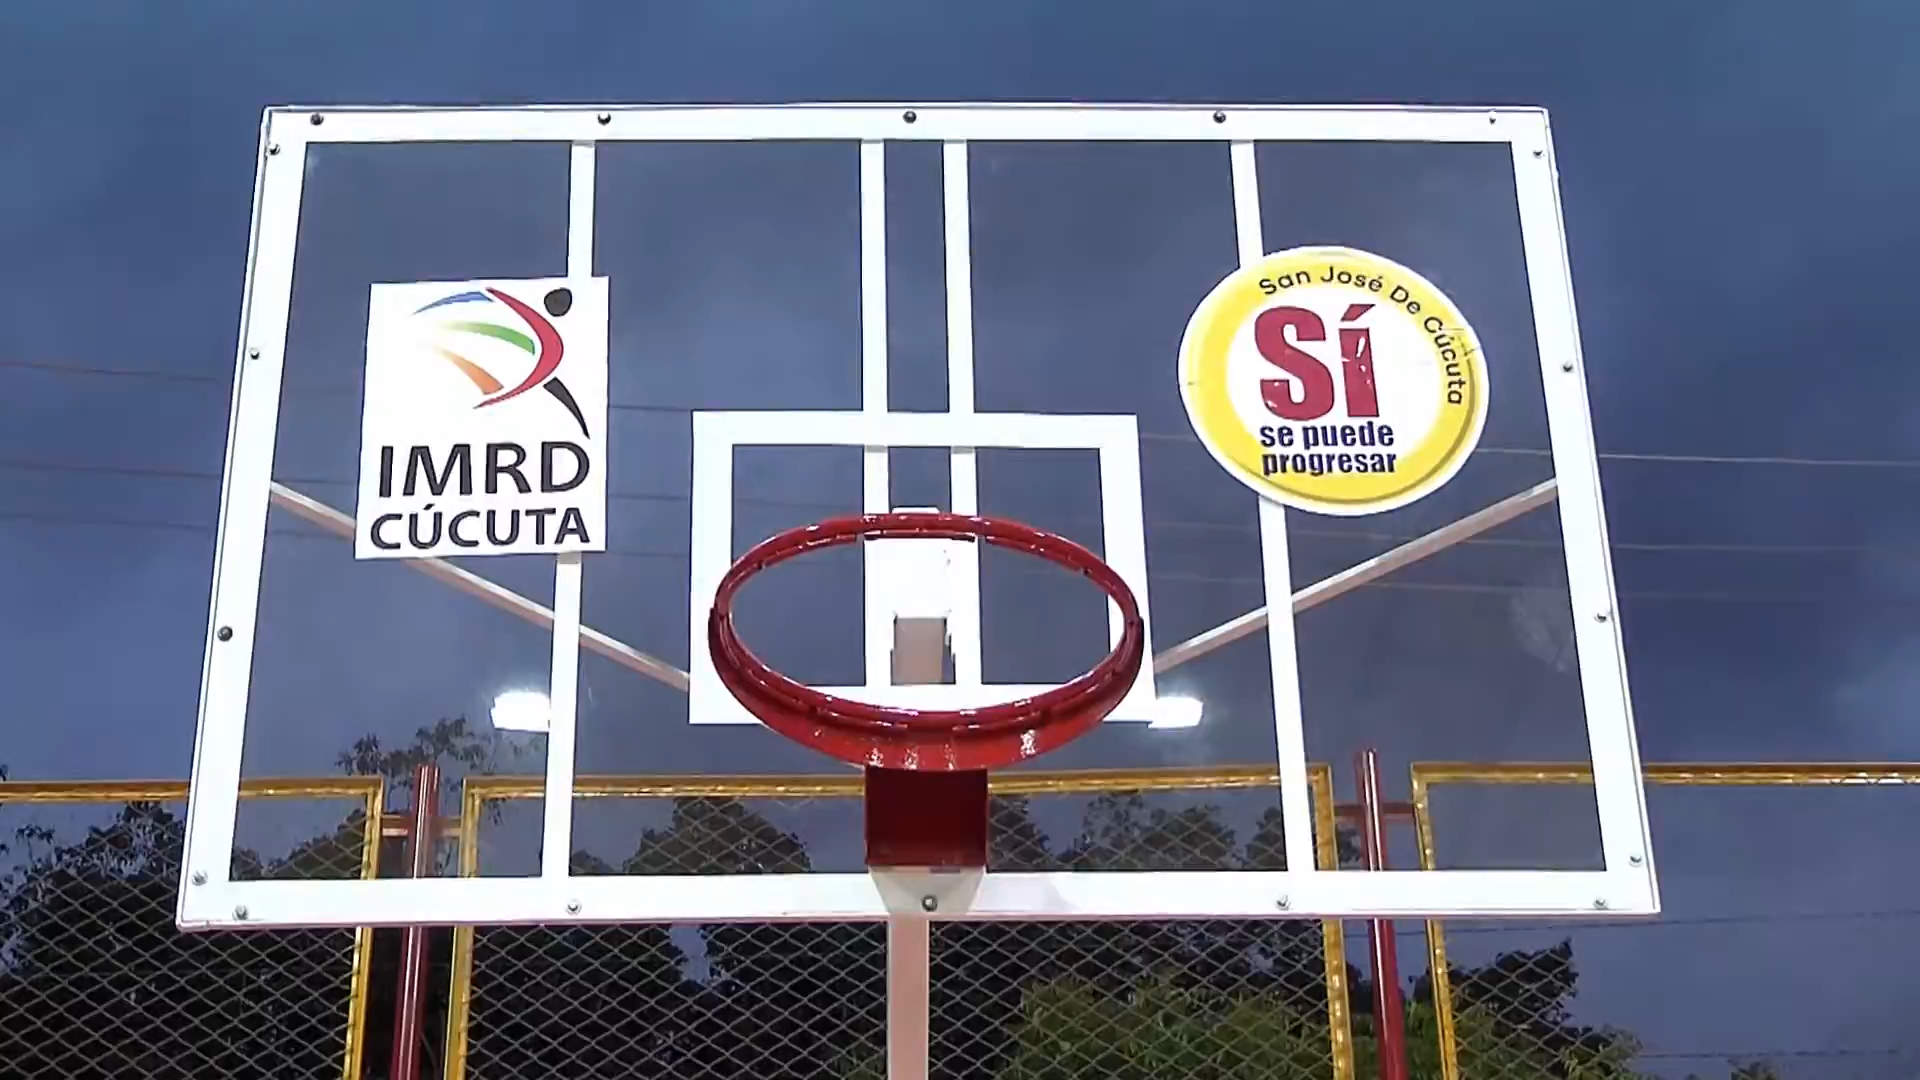 IMRD
CÚCUTA
San José De Cúcuta
Sí
se puede
progresar